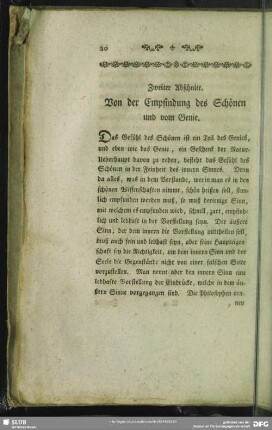 20
Zweiter Abschnitt.
Von der Empfindung des Schönen
und vom Genie.
Das Gefühl des Schönen ist ein Teil des Genies,
und eben wie das Genie, ein Geschenk der Natur.
Ueberhaupt davon zu reden, besteht das Gefühl des
Schönen in der Feinheit des innern Sinnes. Denn
da alles, was in dem Verstande, worin man es in den
schönen Wissenschaften nimmt, schön heissen soll, sinn-
lich empfunden werden muß, so muß derjenige Sinn,
mit welchem es empfunden wird, schnell, zart, empfind-
lich und lebhaft in der Vorstellung seyn. Der äussere
Sinn, der dem innern die Vorstellung mittheilen soll,
muß auch fein und lebhaft seyn, aber seine Haupteigen-
schaft sey die Richtigkeit, um dem innern Sinn und der
Seele die Gegenstände nicht von einer falschen Seite
vorzustellen. Man nennt aber den innern Sinn eine
lebhafte Vorstellung der Eindrücke, welche in dem äu-
ßern Sinne vorgegangen sind. Die Philosophen nen-
nen
SLUB
DFG